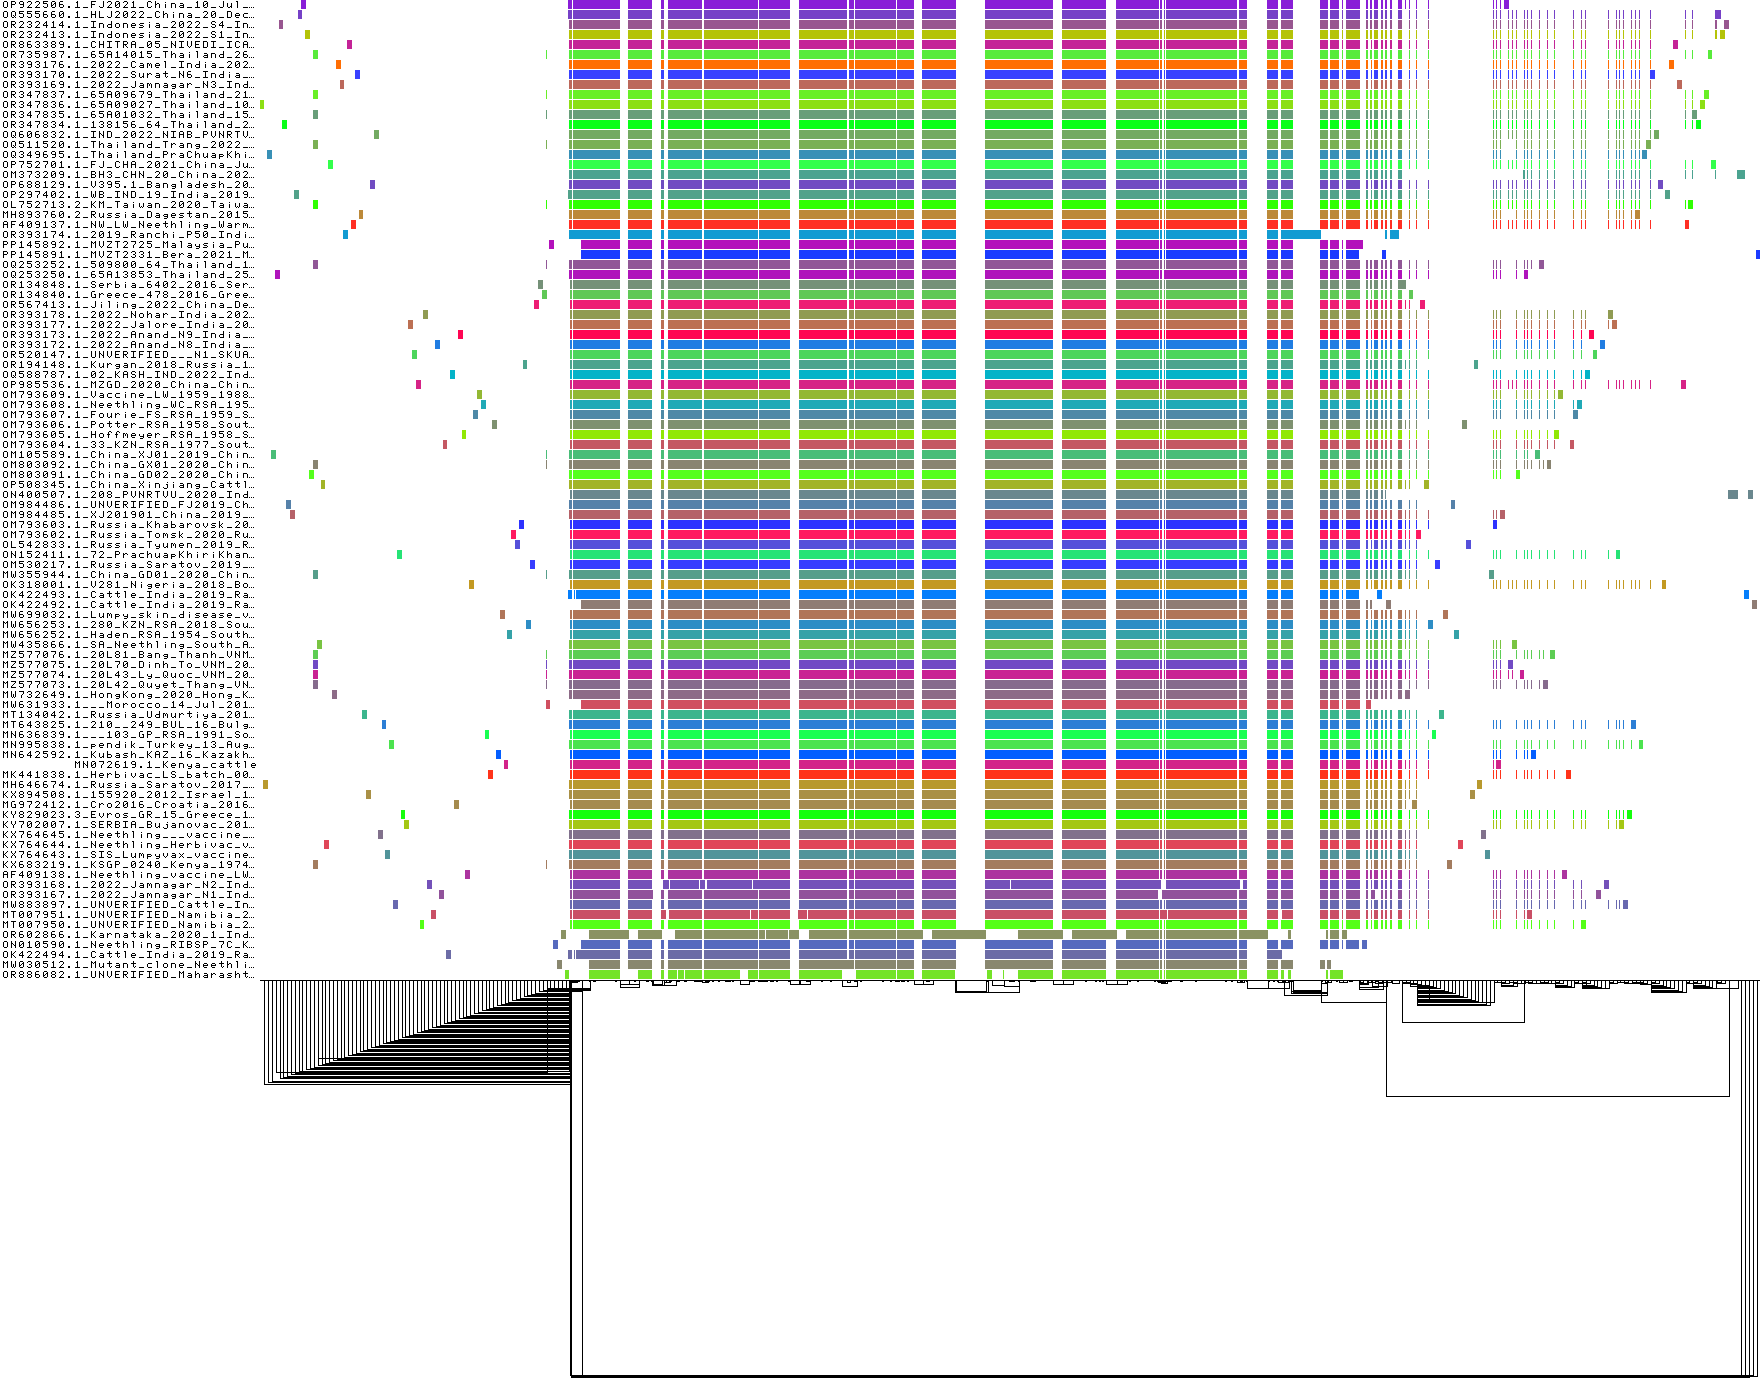 OP922506.1_FJ2021_China_10_Jul_…
OQ555660.1_HLJ2022_China_20_Dec…
OR232414.1_Indonesia_2022_S4_In…
OR232413.1_Indonesia_2022_S1_In…
OR863389.1_CHITRA_05_NIVEDI_ICA…
OR735987.1_65A14015_Thailand_26…
OR393176.1_2022_Camel_India_202…
OR393170.1_2022_Surat_N6_India_…
OR393169.1_2022_Jamnagar_N3_Ind…
OR347837.1_65A09679_Thailand_21…
OR347836.1_65A09027_Thailand_10…
OR347835.1_65A01032_Thailand_15…
OR347834.1_138156_64_Thailand_2…
OQ606832.1_IND_2022_NIAB_PVNRTV…
OQ511520.1_Thailand_Trang_2022_…
OQ349695.1_Thailand_PraChuapKhi…
OP752701.1_FJ_CHA_2021_China_Ju…
OM373209.1_BH3_CHN_20_China_202…
OP688129.1_V395.1_Bangladesh_20…
OP297402.1_WB_IND_19_India_2019…
OL752713.2_KM_Taiwan_2020_Taiwa…
MH893760.2_Russia_Dagestan_2015…
AF409137.1_NW_LW_Neethling_Warm…
OR393174.1_2019_Ranchi_P50_Indi…
PP145892.1_MVZT2725_Malaysia_Pu…
PP145891.1_MVZT2331_Bera_2021_M…
OQ253252.1_509800_64_Thailand_1…
OQ253250.1_65A13853_Thailand_25…
OR134848.1_Serbia_6402_2016_Ser…
OR134840.1_Greece_478_2016_Gree…
OR567413.1_Jiling_2022_China_De…
OR393178.1_2022_Nohar_India_202…
OR393177.1_2022_Jalore_India_20…
OR393173.1_2022_Anand_N9_India_…
OR393172.1_2022_Anand_N8_India_…
OR520147.1_UNVERIFIED___N1_SKUA…
OR194148.1_Kurgan_2018_Russia_1…
OQ588787.1_02_KASH_IND_2022_Ind…
OP985536.1_MZGD_2020_China_Chin…
OM793609.1_Vaccine_LW_1959_1988…
OM793608.1_Neethling_WC_RSA_195…
OM793607.1_Fourie_FS_RSA_1959_S…
OM793606.1_Potter_RSA_1958_Sout…
OM793605.1_Hoffmeyer_RSA_1958_S…
OM793604.1_33_KZN_RSA_1977_Sout…
OM105589.1_China_XJ01_2019_Chin…
OM803092.1_China_GX01_2020_Chin…
OM803091.1_China_GD02_2020_Chin…
OP508345.1_China_Xinjiang_Cattl…
ON400507.1_208_PVNRTVU_2020_Ind…
OM984486.1_UNVERIFIED_FJ2019_Ch…
OM984485.1_XJ201901_China_2019_…
OM793603.1_Russia_Khabarovsk_20…
OM793602.1_Russia_Tomsk_2020_Ru…
OL542833.1_Russia_Tyumen_2019_R…
ON152411.1_72_PrachuapKhiriKhan…
OM530217.1_Russia_Saratov_2019_…
MW355944.1_China_GD01_2020_Chin…
OK318001.1_V281_Nigeria_2018_Bo…
OK422493.1_Cattle_India_2019_Ra…
OK422492.1_Cattle_India_2019_Ra…
MW699032.1_Lumpy_skin_disease_v…
MW656253.1_280_KZN_RSA_2018_Sou…
MW656252.1_Haden_RSA_1954_South…
MW435866.1_SA_Neethling_South_A…
MZ577076.1_20L81_Bang_Thanh_VNM…
MZ577075.1_20L70_Dinh_To_VNM_20…
MZ577074.1_20L43_Ly_Quoc_VNM_20…
MZ577073.1_20L42_Quyet_Thang_VN…
MW732649.1_HongKong_2020_Hong_K…
MW631933.1___Morocco_14_Jul_201…
MT134042.1_Russia_Udmurtiya_201…
MT643825.1_210__249_BUL_16_Bulg…
MN636839.1___103_GP_RSA_1991_So…
MN995838.1_pendik_Turkey_13_Aug…
MN642592.1_Kubash_KAZ_16_Kazakh…
MN072619.1_Kenya_cattle
MK441838.1_Herbivac_LS_batch_00…
MH646674.1_Russia_Saratov_2017_…
KX894508.1_155920_2012_Israel_1…
MG972412.1_Cro2016_Croatia_2016…
KY829023.3_Evros_GR_15_Greece_1…
KY702007.1_SERBIA_Bujanovac_201…
KX764645.1_Neethling___vaccine_…
KX764644.1_Neethling_Herbivac_v…
KX764643.1_SIS_Lumpyvax_vaccine…
KX683219.1_KSGP_0240_Kenya_1974…
AF409138.1_Neethling_vaccine_LW…
OR393168.1_2022_Jamnagar_N2_Ind…
OR393167.1_2022_Jamnagar_N1_Ind…
MW883897.1_UNVERIFIED_Cattle_In…
MT007951.1_UNVERIFIED_Namibia_2…
MT007950.1_UNVERIFIED_Namibia_2…
OR602866.1_Karnataka_2020_1_Ind…
ON010590.1_Neethling_RIBSP_7C_K…
OK422494.1_Cattle_India_2019_Ra…
MW030512.1_Mutant_clone_Neethli…
OR886082.1_UNVERIFIED_Maharasht…